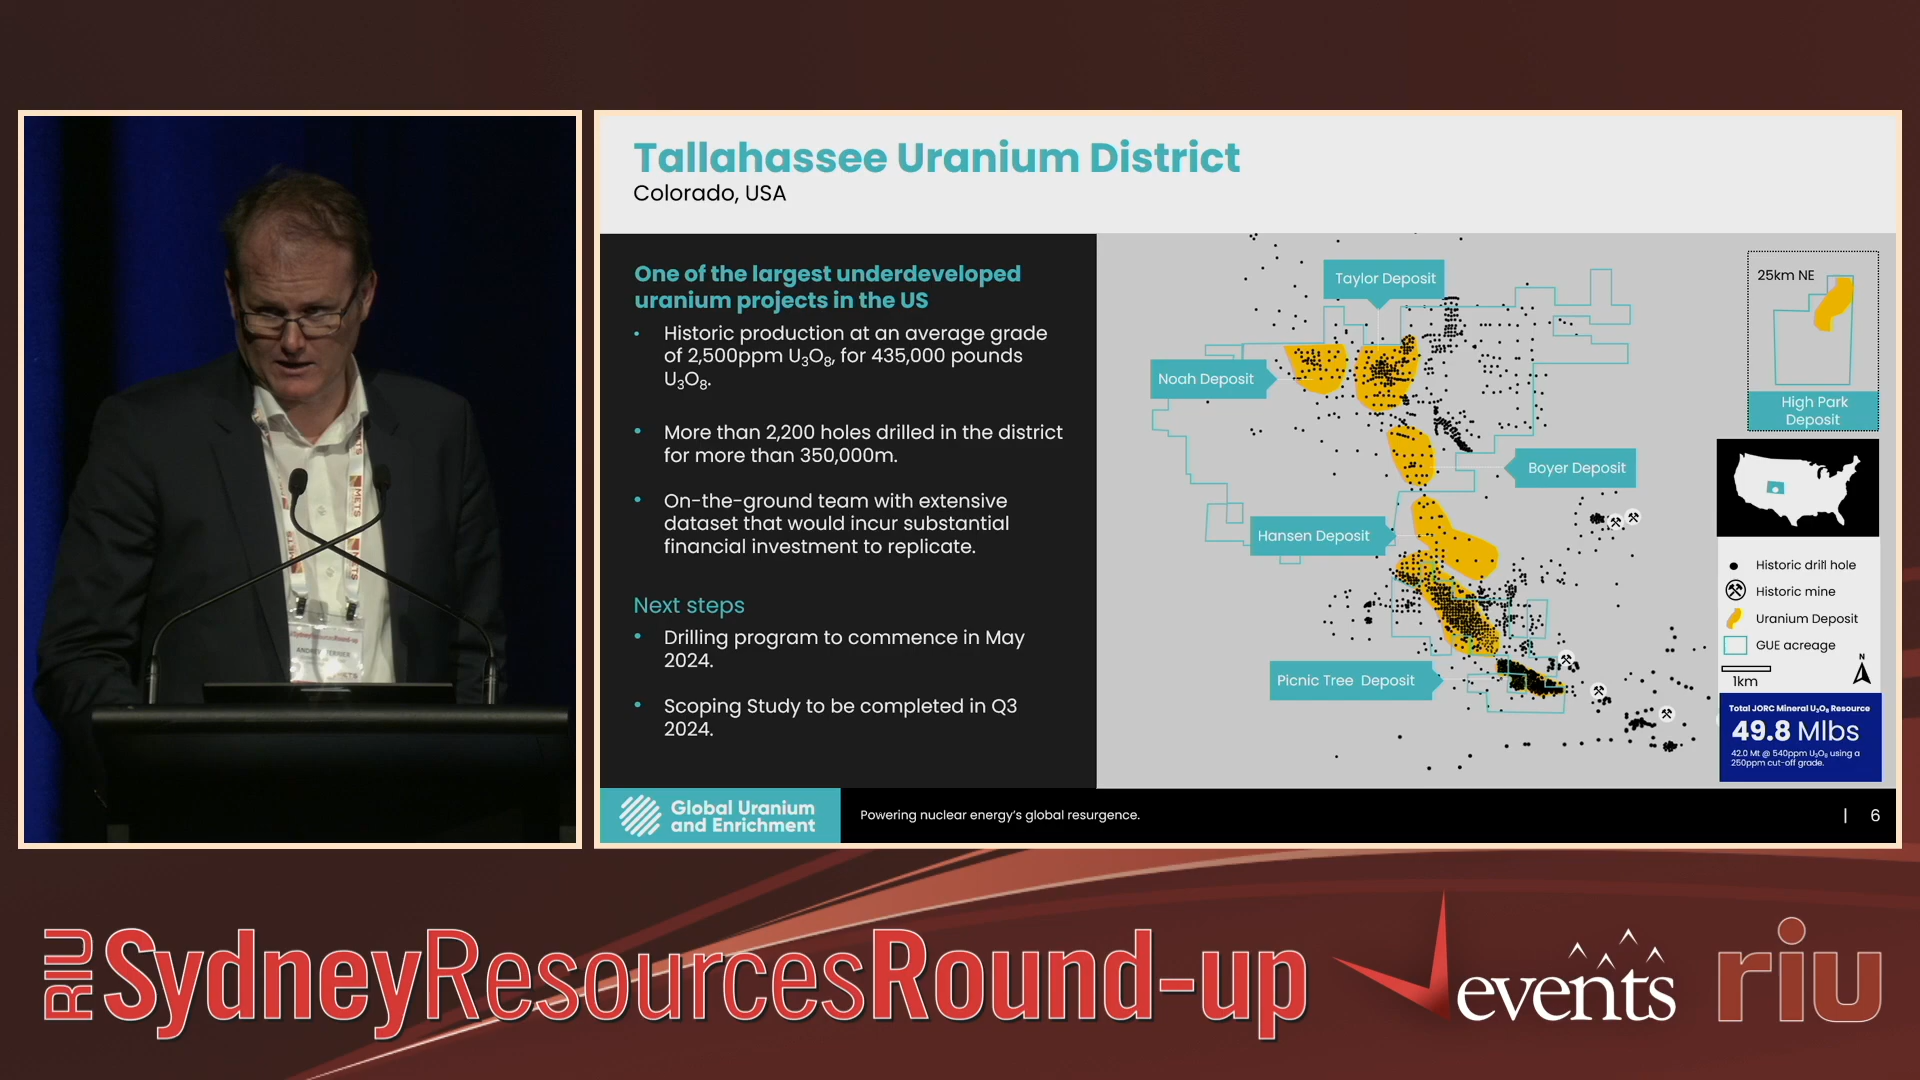 Tallahassee Uranium District
Colorado, USA
One of the largest underdeveloped
uranium projects in the US
• Historic production at an average grade
of 2,500ppm U₃O₈, for 435,000 pounds
U₃O₈.
• More than 2,200 holes drilled in the district
for more than 350,000m.
• On-the-ground team with extensive
dataset that would incur substantial
financial investment to replicate.
Next steps
• Drilling program to commence in May
2024.
• Scoping Study to be completed in Q3
2024.
Taylor Deposit
Noah Deposit
Boyer Deposit
Hansen Deposit
Picnic Tree Deposit
25km NE
High Park
Deposit
Historic drill hole
Historic mine
Uranium Deposit
GUE acreage
1km
N
Total JORC Mineral U₃O₈ Resource
49.8 Mlbs
42.0 Mt @ 540ppm U₃O₈ using a
250ppm cut-off grade.
Global Uranium
and Enrichment
Powering nuclear energy's global resurgence.
| 6
METS
METS
METS
RIU SydneyResourcesRound-up
events
riu